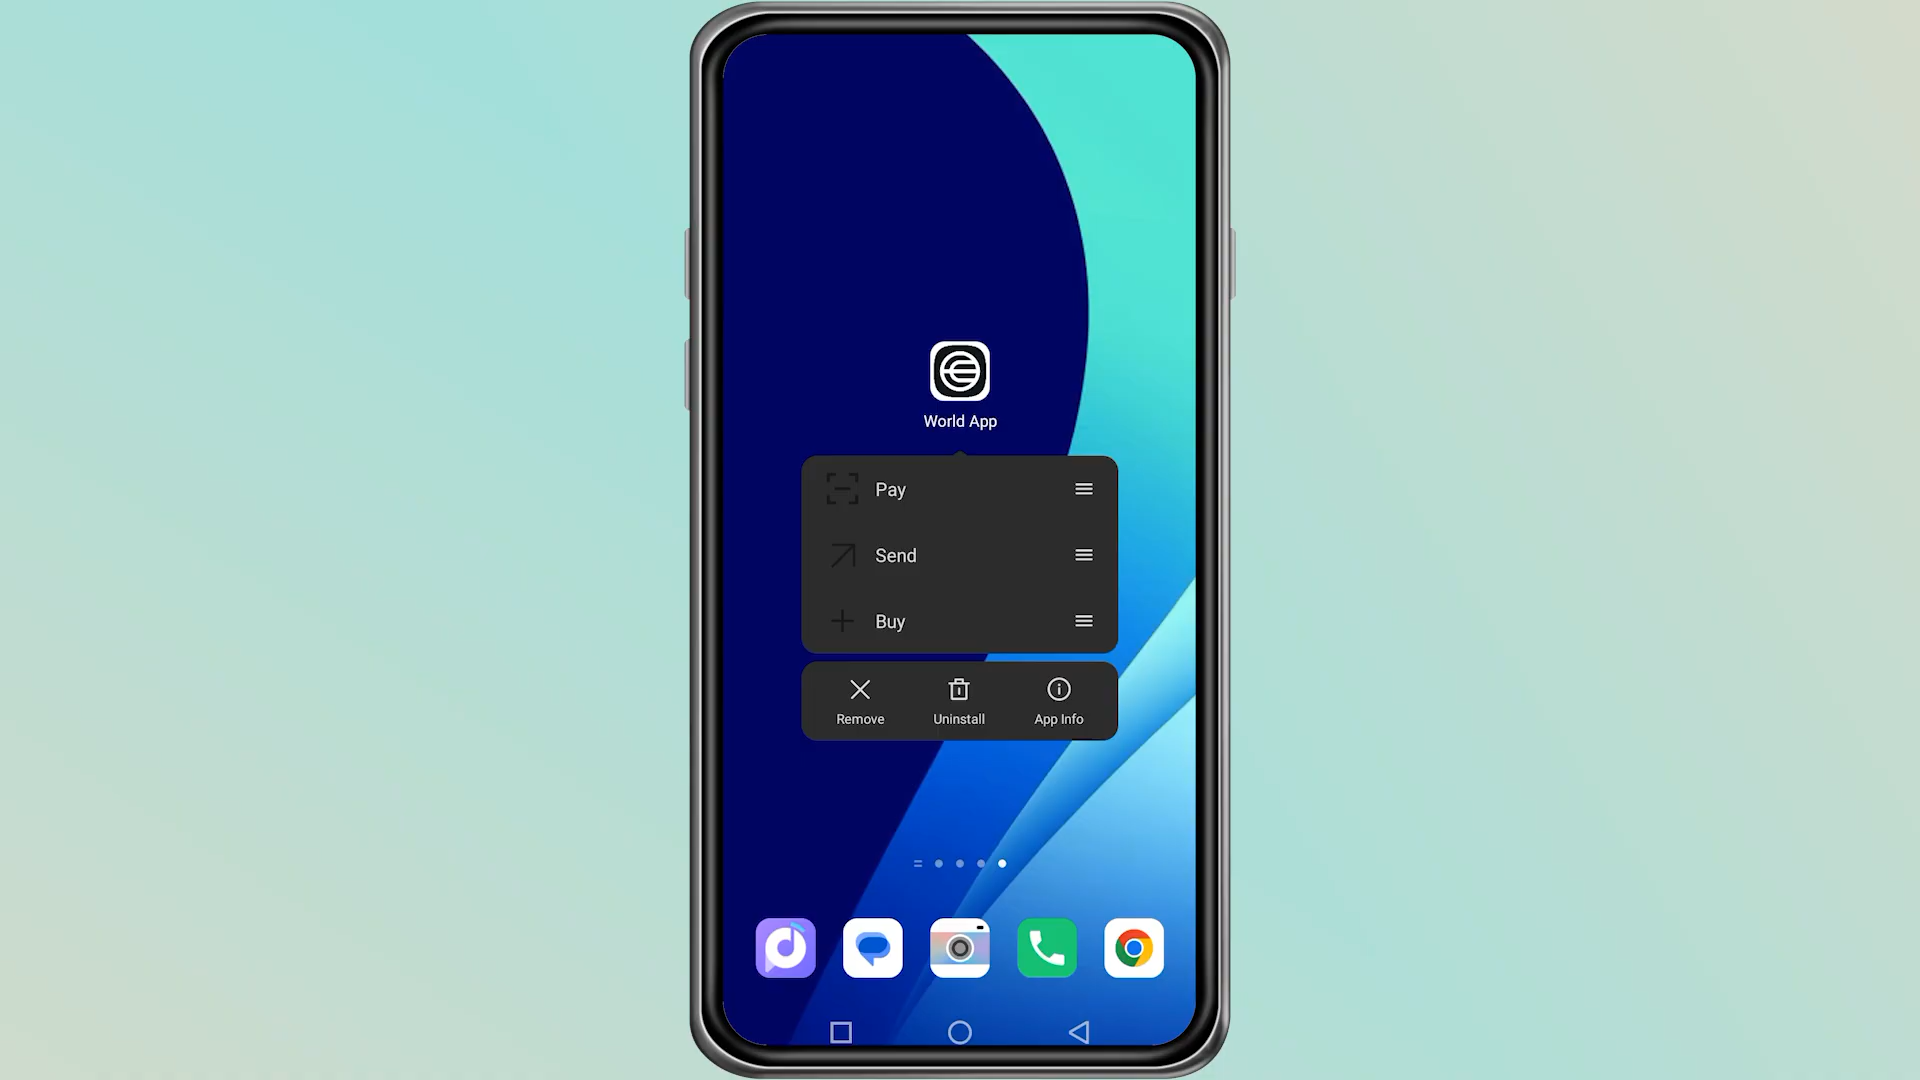 World App
Pay
Send
Buy
Remove
Uninstall
App Info